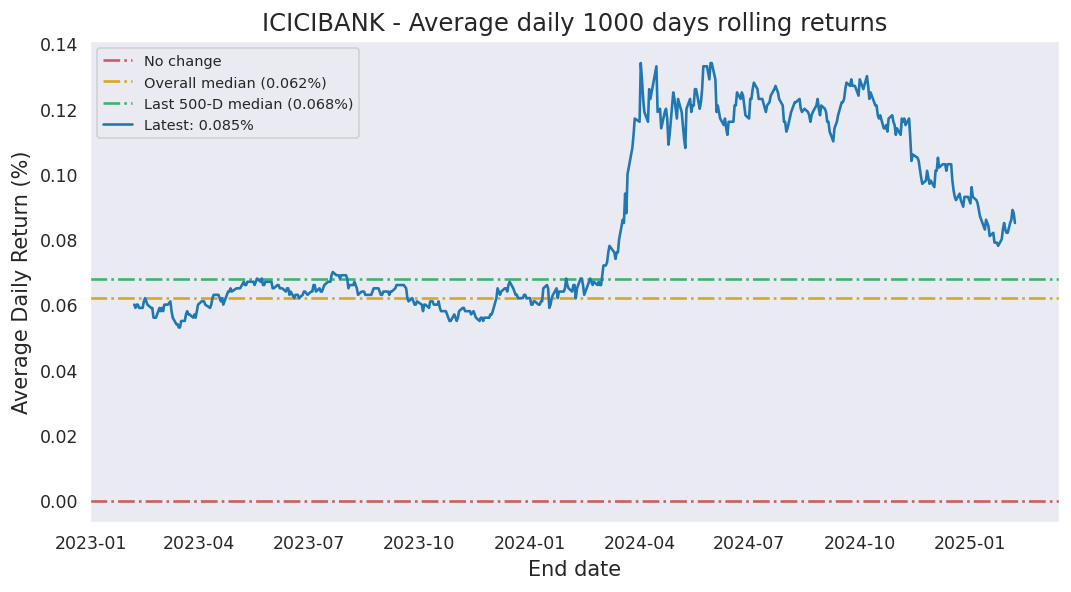 ICICIBANK - Average daily 1000 days rolling returns
No change
Overall median (0.062%)
Last 500-D median (0.068%)
Latest: 0.085%
Average Daily Return (%)
0.14
0.12
0.10
0.08
0.06
0.04
0.02
0.00
2023-01 2023-04 2023-07 2023-10 2024-01 2024-04 2024-07 2024-10 2025-01
End date